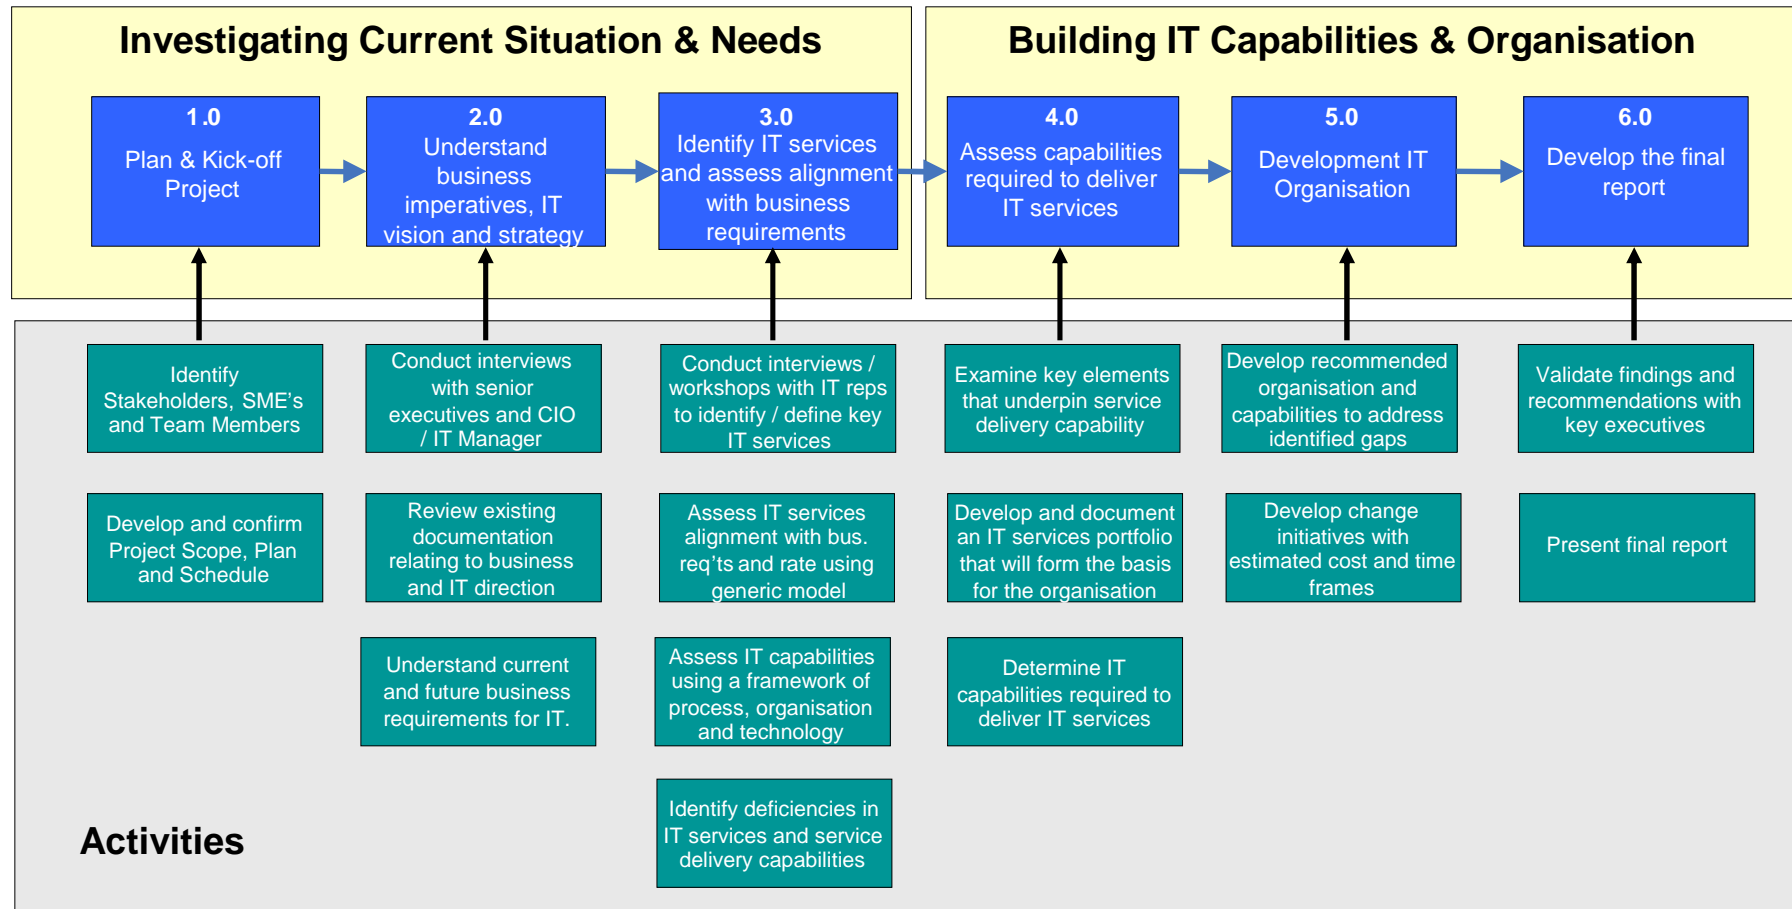 Investigating Current Situation & Needs
Building IT Capabilities & Organisation
1.0
Plan & Kick-off
Project
2.0
Understand
business
imperatives, IT
vision and strategy
3.0
Identify IT services
and assess alignment
with business
requirements
4.0
Assess capabilities
required to deliver
IT services
5.0
Development IT
Organisation
6.0
Develop the final
report
Identify
Stakeholders, SME's
and Team Members
Conduct interviews
with senior
executives and CIO
/ IT Manager
Conduct interviews /
workshops with IT reps
to identify / define key
IT services
Examine key elements
that underpin service
delivery capability
Develop recommended
organisation and
capabilities to address
identified gaps
Validate findings and
recommendations with
key executives
Develop and confirm
Project Scope, Plan
and Schedule
Review existing
documentation
relating to business
and IT direction
Assess IT services
alignment with bus.
req'ts and rate using
generic model
Develop and document
an IT services portfolio
that will form the basis
for the organisation
Develop change
initiatives with
estimated cost and time
frames
Present final report
Understand current
and future business
requirements for IT.
Assess IT capabilities
using a framework of
process, organisation
and technology
Determine IT
capabilities required to
deliver IT services
Identify deficiencies in
IT services and service
delivery capabilities
Activities